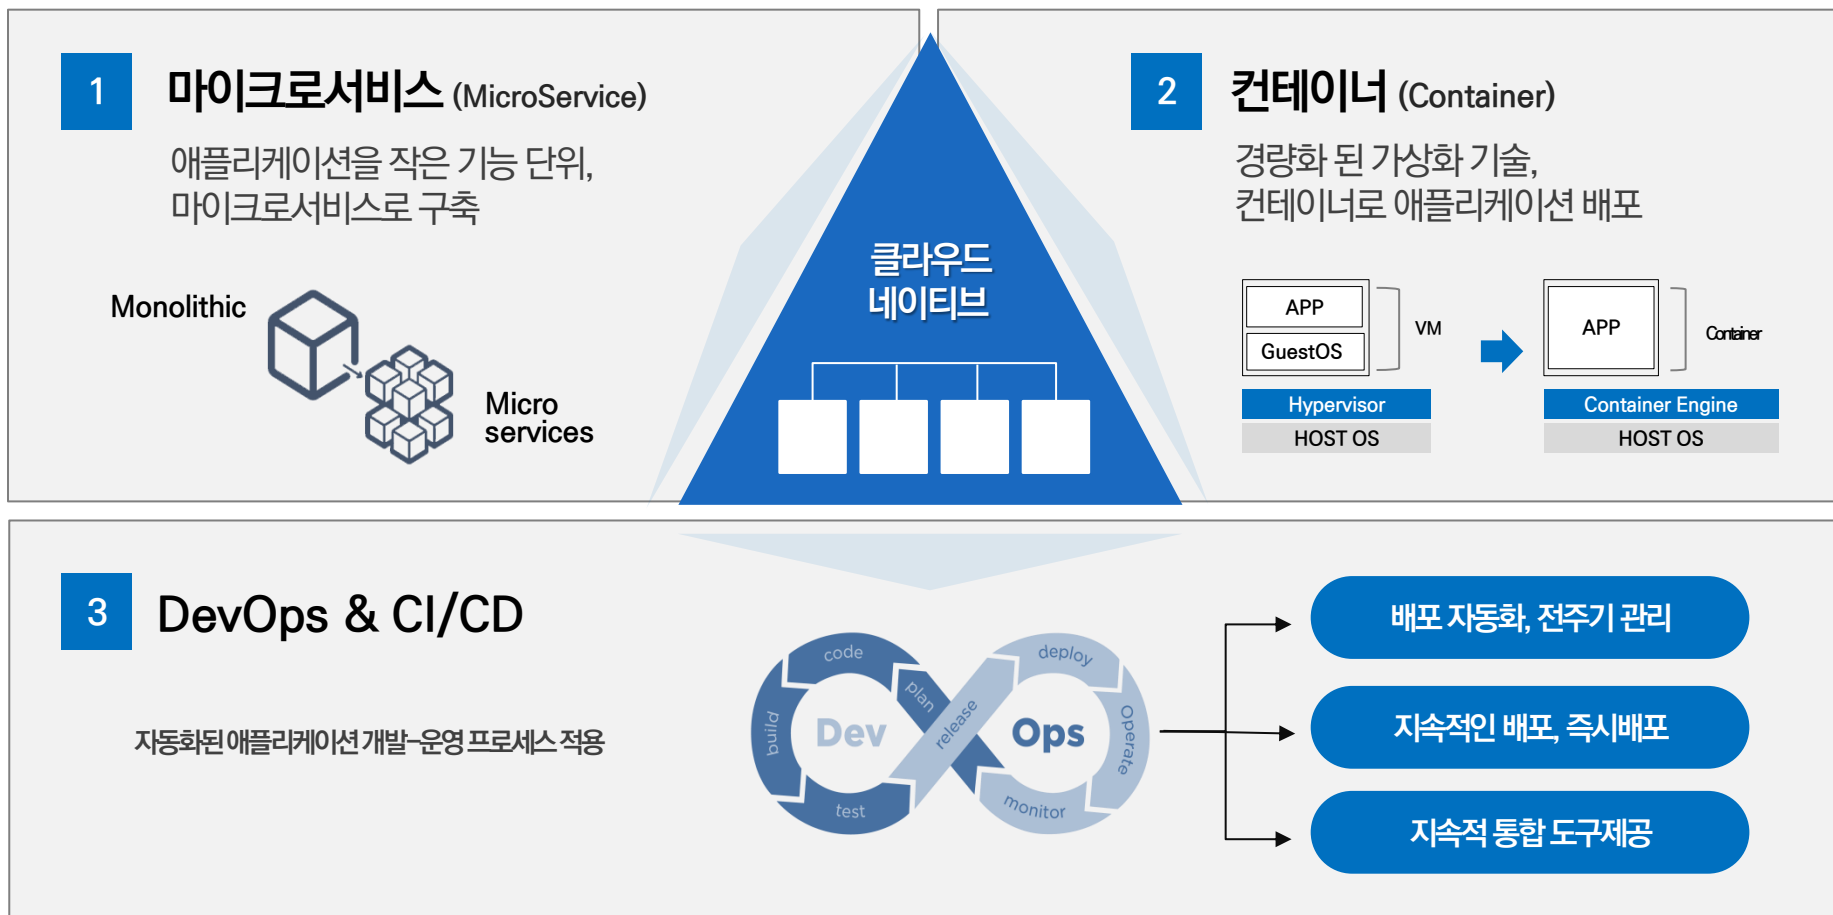 1
마이크로서비스 (MicroService)
애플리케이션을 작은 기능 단위,
마이크로서비스로 구축
Monolithic
Micro
services
클라우드
네이티브
2
컨테이너 (Container)
경량화 된 가상화 기술,
컨테이너로 애플리케이션 배포
APP
GuestOS
VM
Hypervisor
HOST OS
APP
Container
Container Engine
HOST OS
3
DevOps & CI/CD
자동화된 애플리케이션 개발-운영 프로세스 적용
code
plan
build
test
Dev
release
deploy
Ops
Operate
monitor
배포 자동화, 전주기 관리
지속적인 배포, 즉시배포
지속적 통합 도구제공